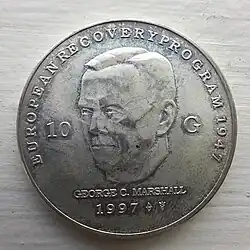 EUROPEAN RECOVERY PROGRAM 1947
10 G
GEORGE C. MARSHALL
1997